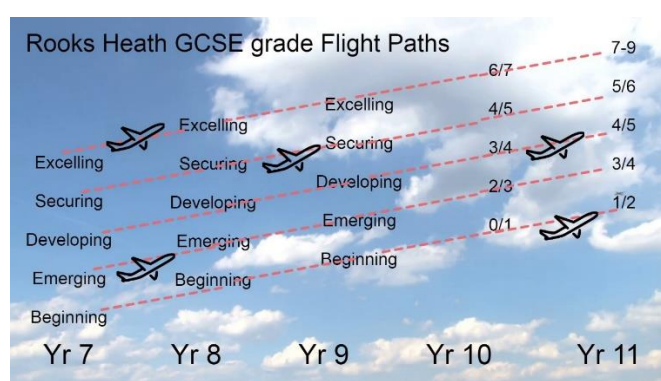 Rooks Heath GCSE grade Flight Paths
7-9
6/7
5/6
Excelling
4/5
Excelling
4/5
Securing
3/4
Excelling
Securing
3/4
Developing
2/3
Securing
Developing
1/2
Emerging
0/1
Developing
Emerging
Beginning
Emerging
Beginning
Beginning
Yr 7 Yr 8 Yr 9 Yr 10 Yr 11